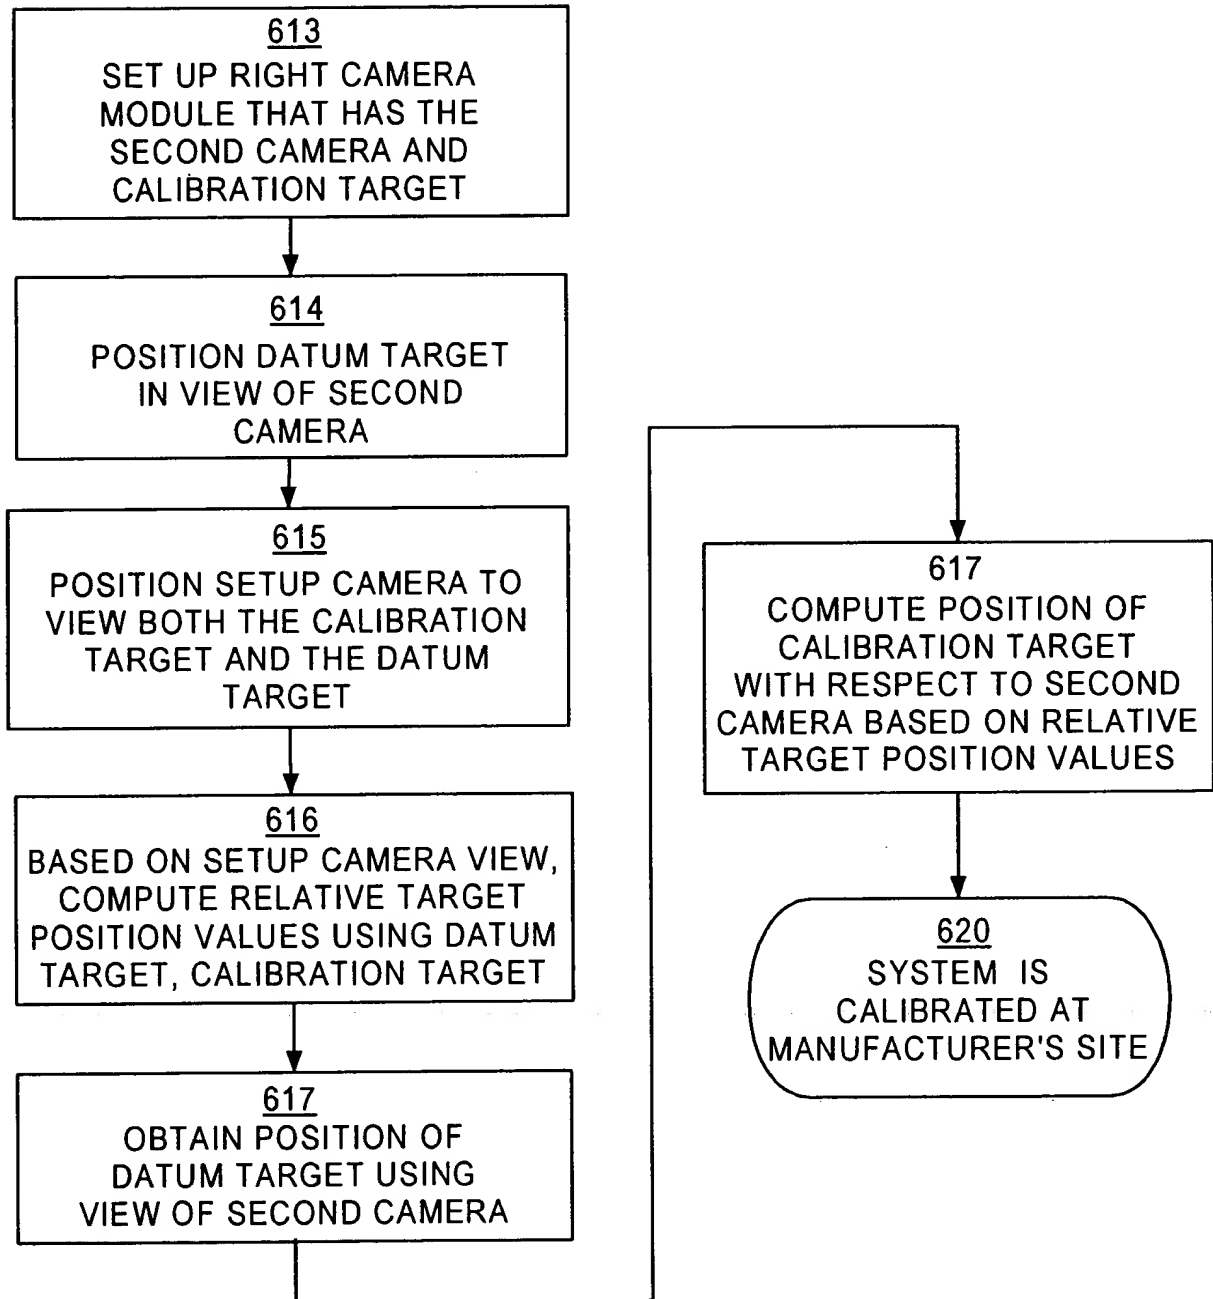 613
SET UP RIGHT CAMERA
MODULE THAT HAS THE
SECOND CAMERA AND
CALIBRATION TARGET
614
POSITION DATUM TARGET
IN VIEW OF SECOND
CAMERA
615
POSITION SETUP CAMERA TO
VIEW BOTH THE CALIBRATION
TARGET AND THE DATUM
TARGET
616
BASED ON SETUP CAMERA VIEW,
COMPUTE RELATIVE TARGET
POSITION VALUES USING DATUM
TARGET, CALIBRATION TARGET
617
OBTAIN POSITION OF
DATUM TARGET USING
VIEW OF SECOND CAMERA
617
COMPUTE POSITION OF
CALIBRATION TARGET
WITH RESPECT TO SECOND
CAMERA BASED ON RELATIVE
TARGET POSITION VALUES
620
SYSTEM IS
CALIBRATED AT
MANUFACTURER'S SITE